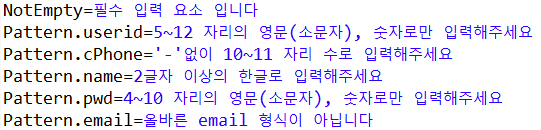 NotEmpty=필수 입력 요소 입니다
Pattern.userid=5~12 자리의 영문(소문자), 숫자로만 입력해주세요
Pattern.cPhone='-'없이 10~11 자리 수로 입력해주세요
Pattern.name=2글자 이상의 한글로 입력해주세요
Pattern.pwd=4~10 자리의 영문(소문자), 숫자로만 입력해주세요
Pattern.email=올바른 email 형식이 아닙니다